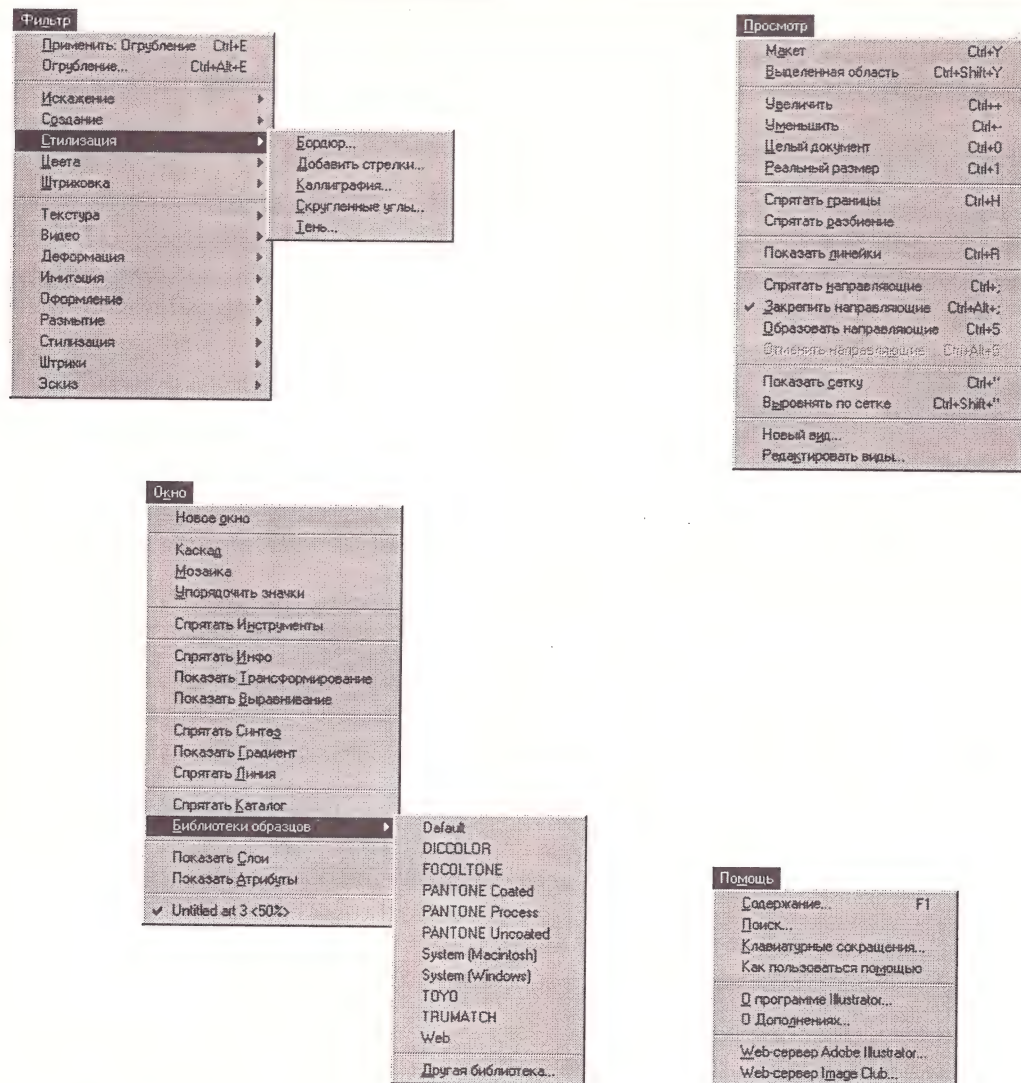 Фильтр
Применить: Огрубление Ctrl+E
Огрубление... Ctrl+Alt+E
Искажение
Создание
Стилизация
Цвета
Штриховка
Текстура
Видео
Деформация
Имитация
Оформление
Размытие
Стилизация
Штрихи
Эскиз
Бордюр...
Добавить стрелки...
Каллиграфия...
Скругленные углы...
Тень...
Просмотр
Макет Ctrl+Y
Выделенная область Ctrl+Shift+Y
Увеличить Ctrl++
Уменьшить Ctrl+-
Целый документ Ctrl+0
Реальный размер Ctrl+1
Спрятать границы Ctrl+H
Спрятать разбиение
Показать линейки Ctrl+R
Спрятать направляющие Ctrl+;
✓ Закрепить направляющие Ctrl+Alt+;
Образовать направляющие Ctrl+5
Отменить направляющие Ctrl+Alt+5
Показать сетку Ctrl+"
Выровнять по сетке Ctrl+Shift+"
Новый вид...
Редактировать виды...
Окно
Новое окно
Каскад
Мозаика
Упорядочить значки
Спрятать Инструменты
Спрятать Инфо
Показать Трансформирование
Показать Выравнивание
Спрятать Синтез
Показать Градиент
Спрятать Линия
Спрятать Каталог
Библиотеки образцов
Показать Слои
Показать Атрибуты
✓ Untitled art 3 <50%>
Default
DICCOLOR
FOCOLTONE
PANTONE Coated
PANTONE Process
PANTONE Uncoated
System (Macintosh)
System (Windows)
TOYO
TRUMATCH
Web
Другая библиотека...
Помощь
Содержание... F1
Поиск...
Клавиатурные сокращения...
Как пользоваться помощью
О программе Illustrator...
О Дополнениях...
Web-сервер Adobe Illustrator...
Web-сервер Image Club...